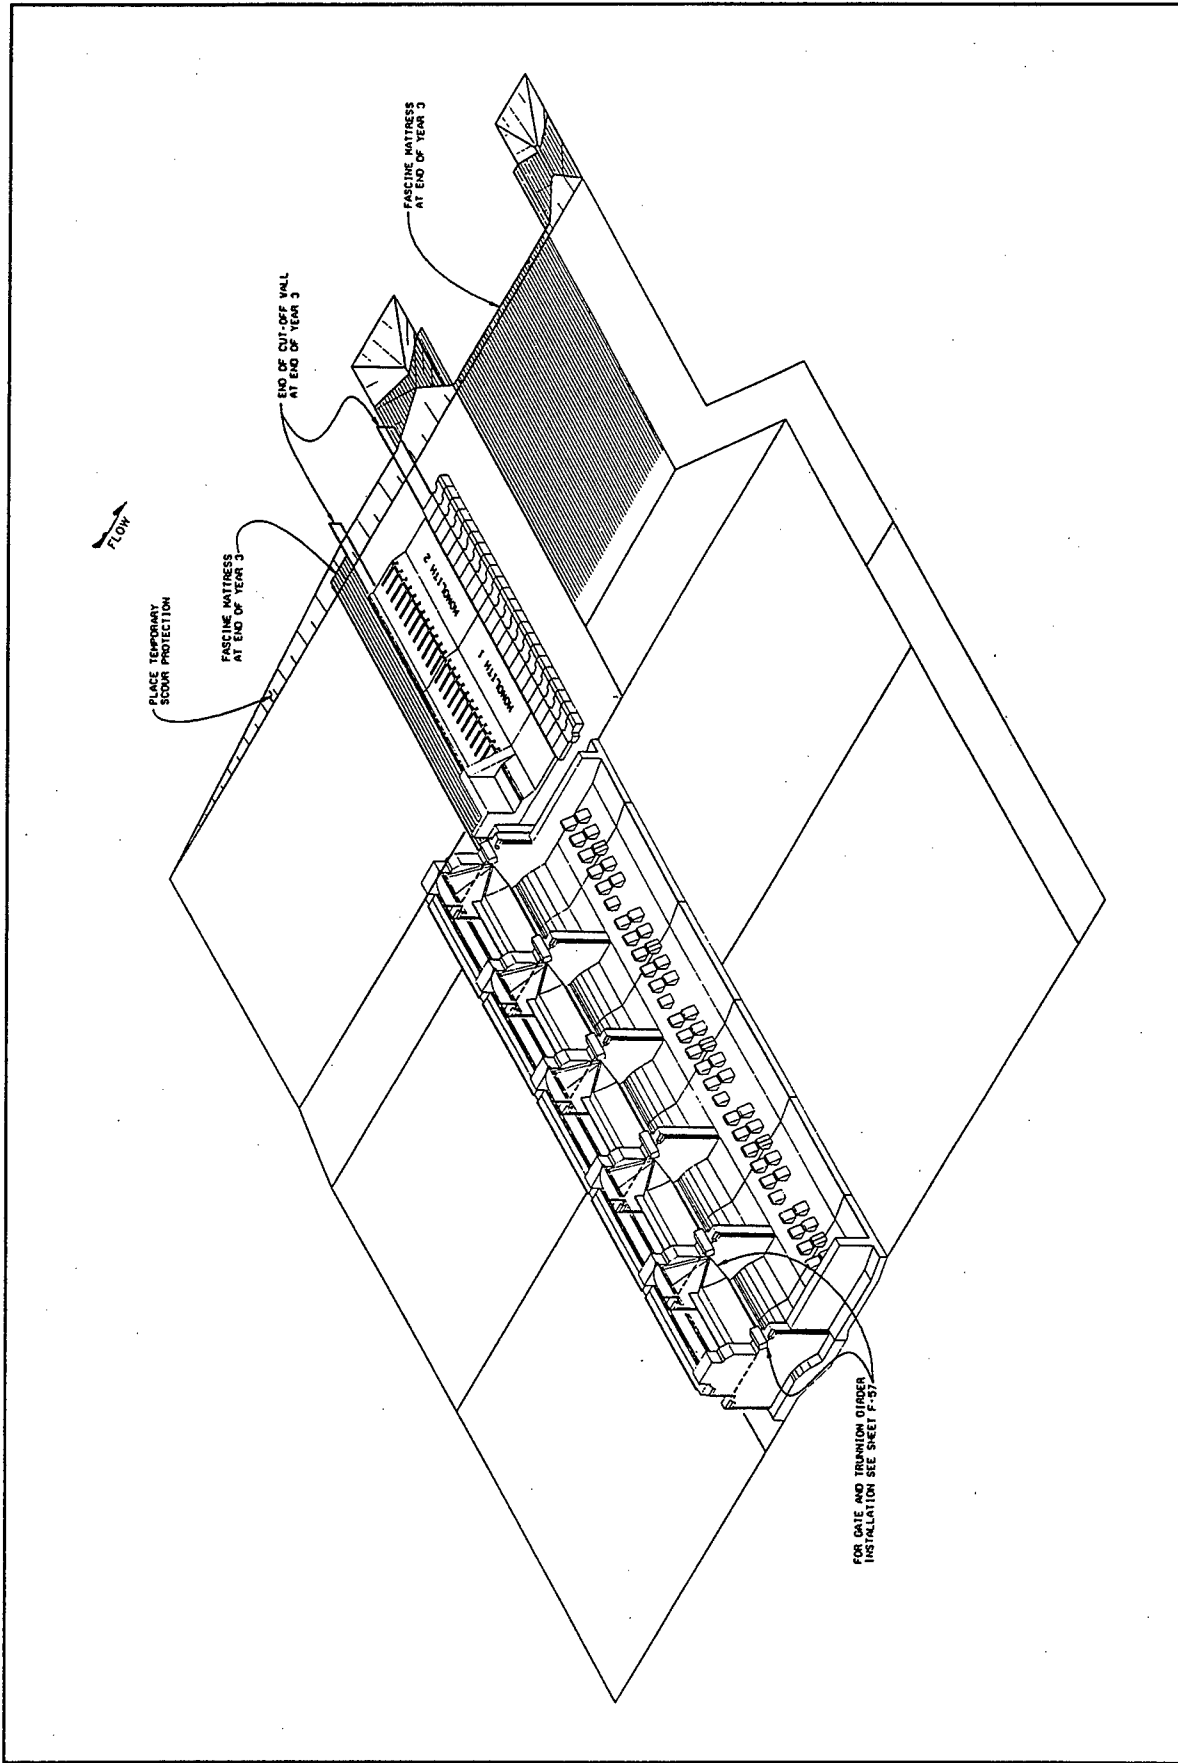 FLOW
PLACE TEMPORARY
SCOUR PROTECTION
FASCINE MATTRESS
AT END OF YEAR 3
END OF CUT-OFF WALL
AT END OF YEAR 3
FASCINE MATTRESS
AT END OF YEAR 3
MONOLITH 1
MONOLITH 2
FOR GATE AND TRUNNION GIRDER
INSTALLATION SEE SHEET F-57